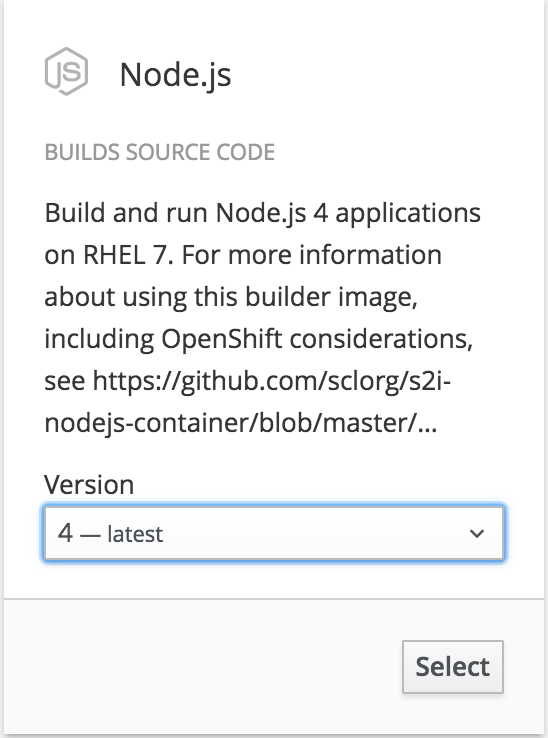 JS
Node.js
BUILDS SOURCE CODE
Build and run Node.js 4 applications
on RHEL 7. For more information
about using this builder image,
including OpenShift considerations,
see https://github.com/sclorg/s2i-
nodejs-container/blob/master/...
Version
4 — latest
Select